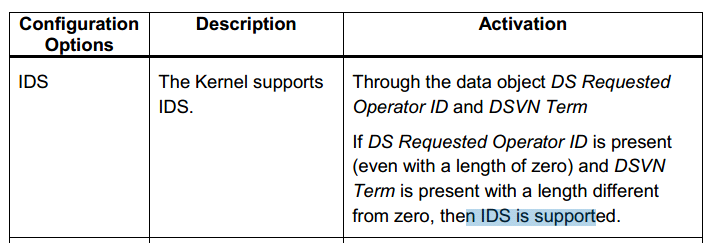 Configuration Options
Description
Activation
IDS
The Kernel supports
IDS.
Through the data object DS Requested
Operator ID and DSVN Term
If DS Requested Operator ID is present
(even with a length of zero) and DSVN
Term is present with a length different
from zero, then IDS is supported.